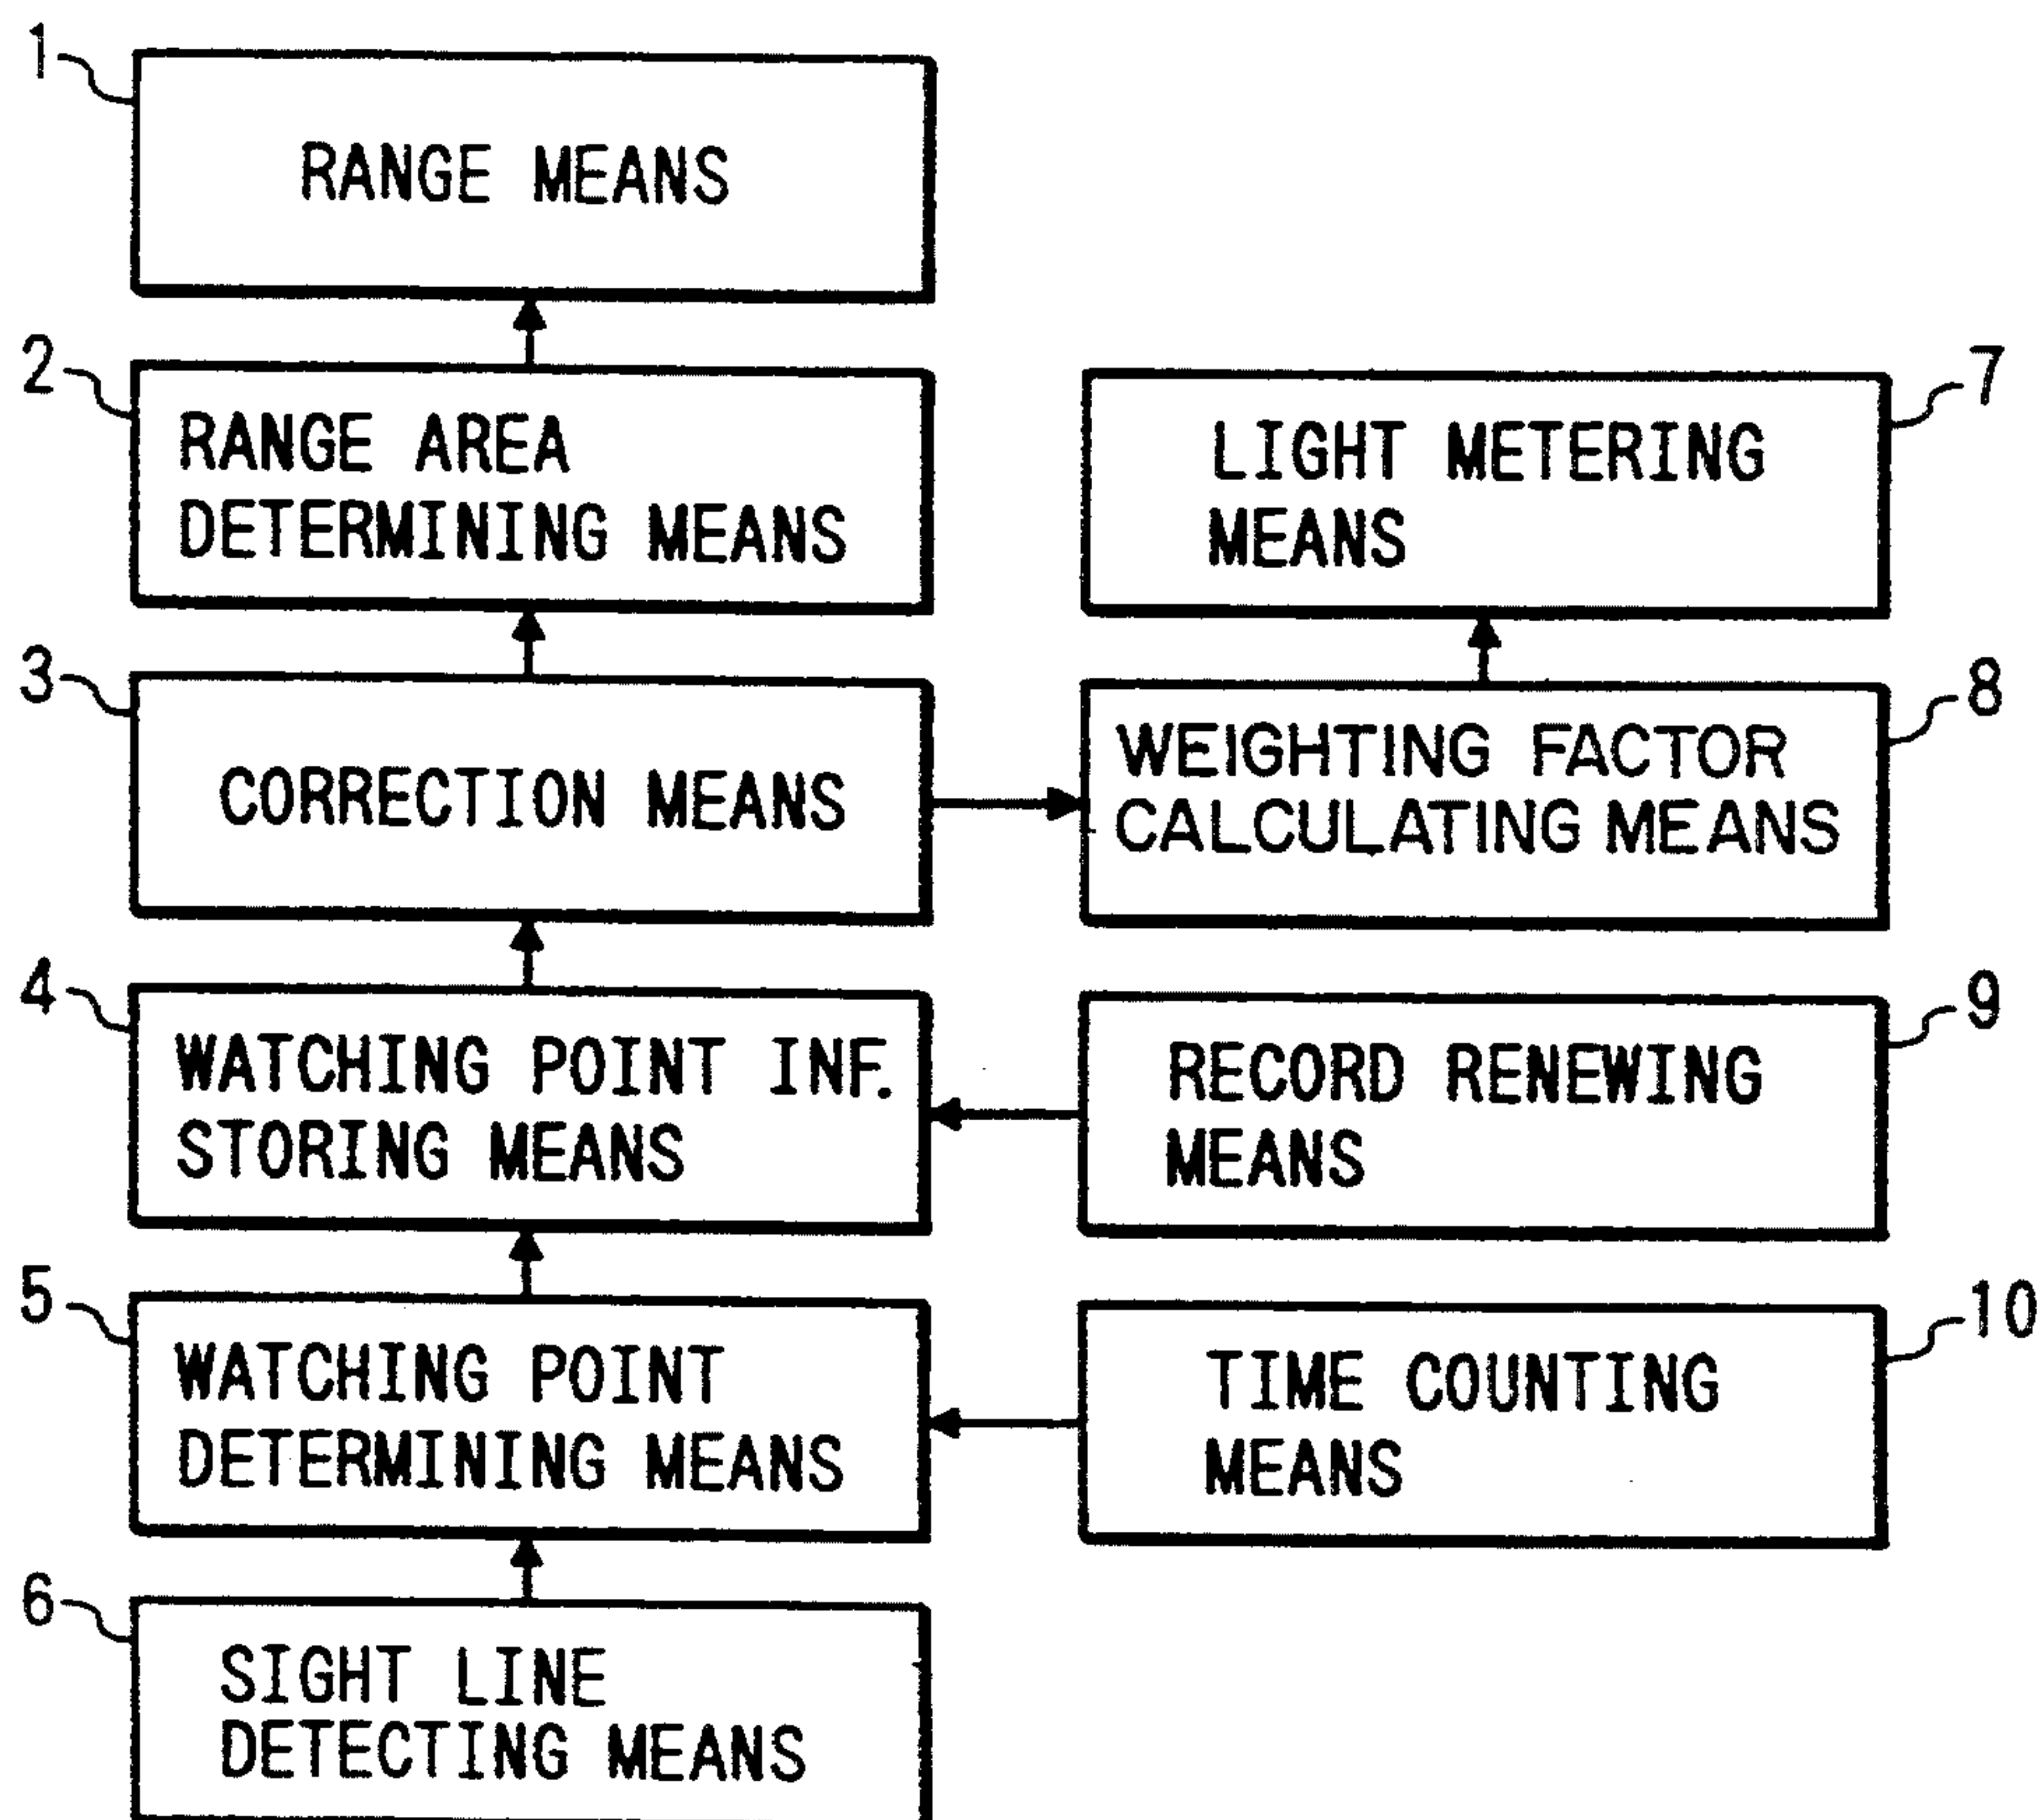 1
RANGE MEANS
2
RANGE AREA
DETERMINING MEANS
7
LIGHT METERING
MEANS
3
CORRECTION MEANS
8
WEIGHTING FACTOR
CALCULATING MEANS
4
WATCHING POINT INF.
STORING MEANS
9
RECORD RENEWING
MEANS
5
WATCHING POINT
DETERMINING MEANS
10
TIME COUNTING
MEANS
6
SIGHT LINE
DETECTING MEANS